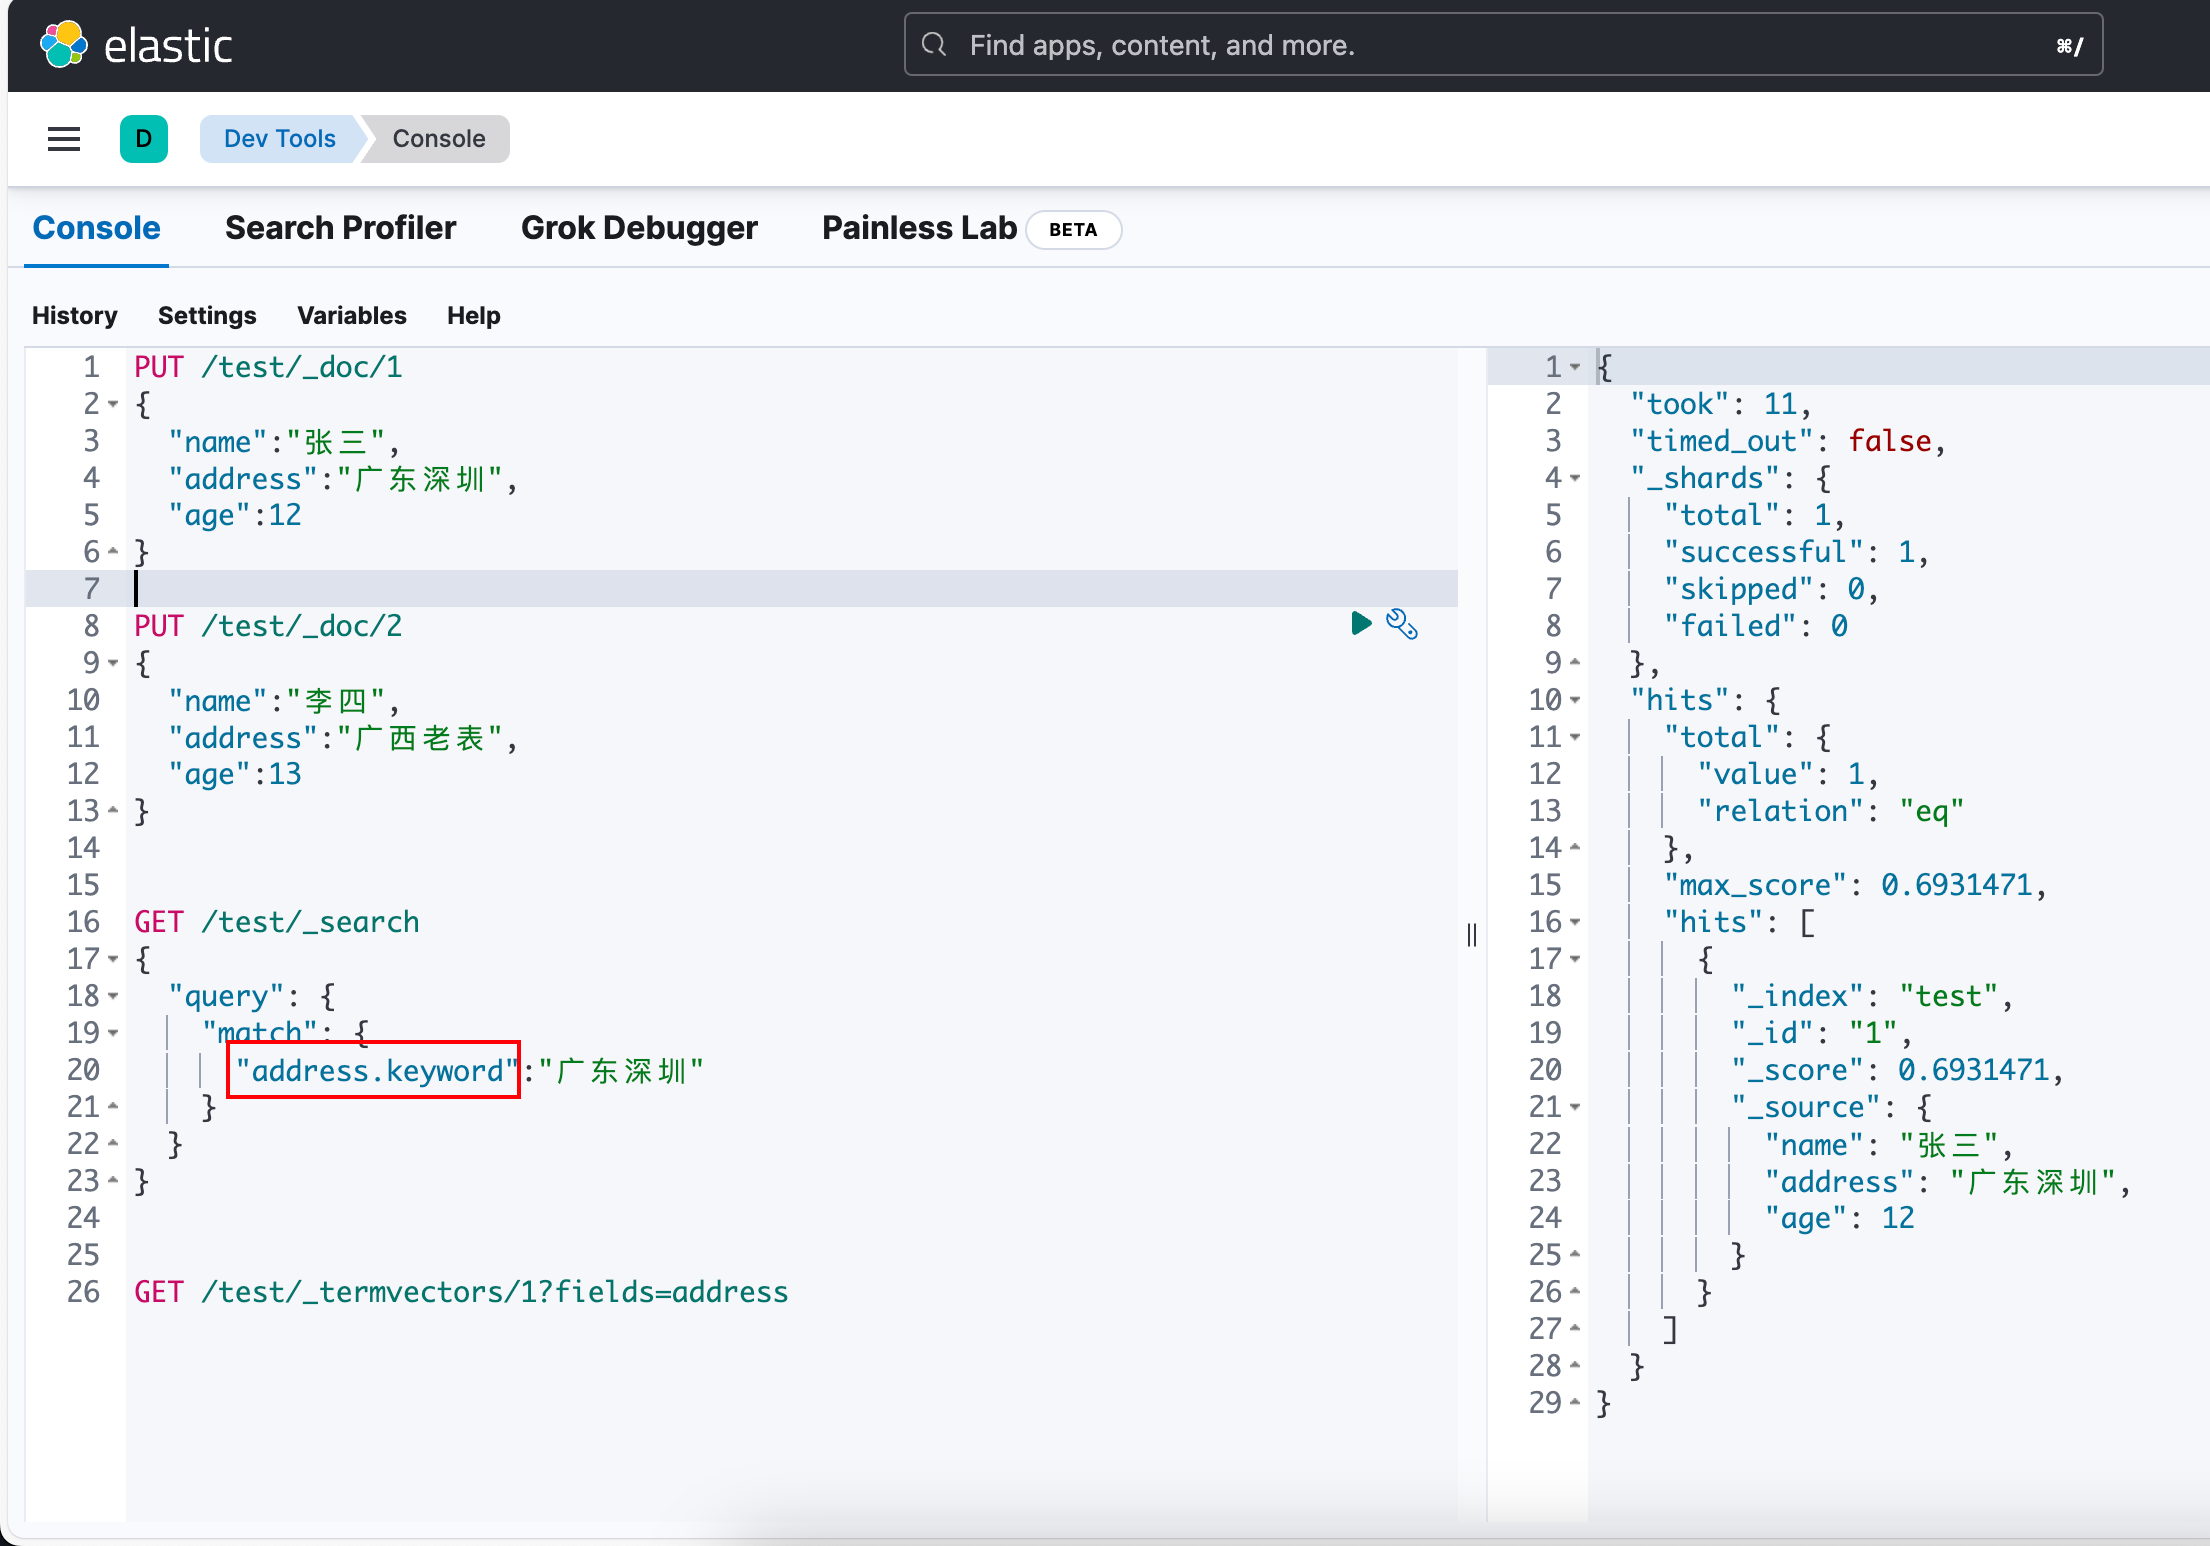 elastic
Find apps, content, and more.
⌘/
D
Dev Tools
Console
Console
Search Profiler
Grok Debugger
Painless Lab
BETA
History
Settings
Variables
Help
1 PUT /test/_doc/1
2 {
3 "name":"张三",
4 "address":"广东深圳",
5 "age":12
6 }
7
8 PUT /test/_doc/2
9 {
10 "name":"李四",
11 "address":"广西老表",
12 "age":13
13 }
14
15
16 GET /test/_search
17 {
18 "query": {
19 "match": {
20 "address.keyword":"广东深圳"
21 }
22 }
23 }
24
25
26 GET /test/_termvectors/1?fields=address
1 {
2 "took": 11,
3 "timed_out": false,
4 "_shards": {
5 "total": 1,
6 "successful": 1,
7 "skipped": 0,
8 "failed": 0
9 },
10 "hits": {
11 "total": {
12 "value": 1,
13 "relation": "eq"
14 },
15 "max_score": 0.6931471,
16 "hits": [
17 {
18 "_index": "test",
19 "_id": "1",
20 "_score": 0.6931471,
21 "_source": {
22 "name": "张三",
23 "address": "广东深圳",
24 "age": 12
25 }
26 }
27 ]
28 }
29 }